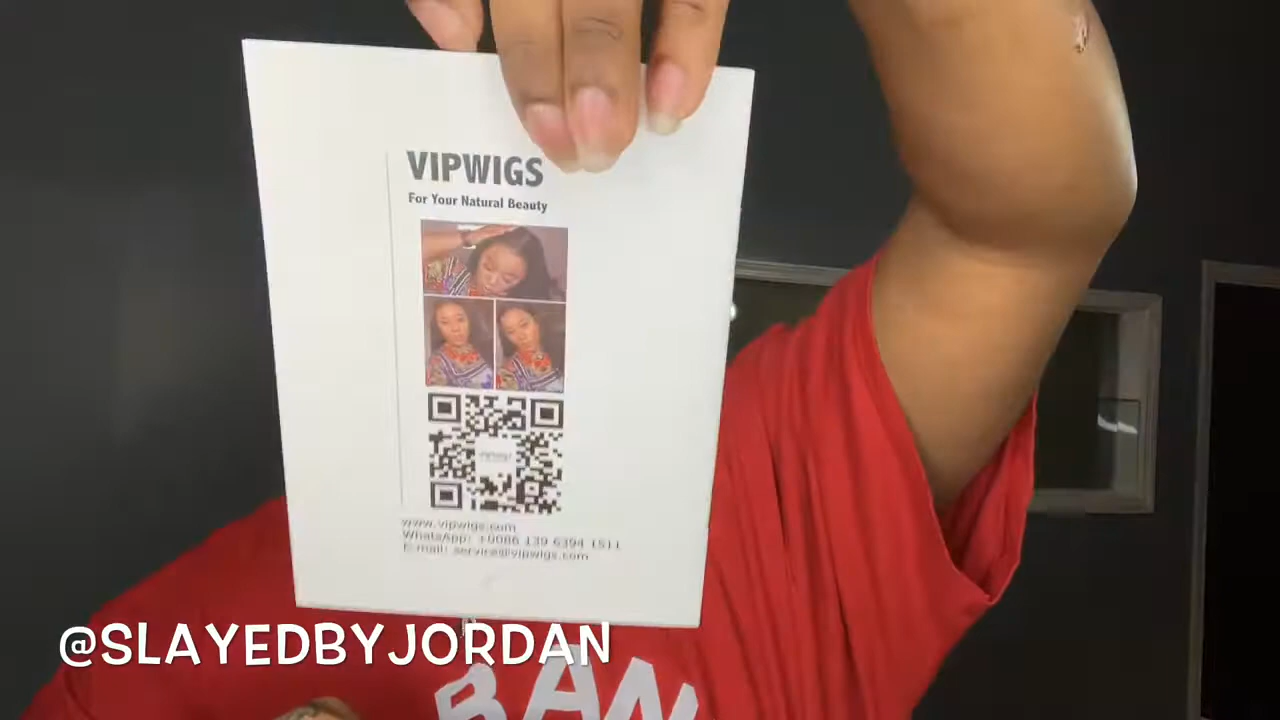 VIPWIGS
For Your Natural Beauty
www.vipwigs.com
WhatsApp: +0086 139 6394 1511
E-mail: service@vipwigs.com
@SLAYEDBYJORDAN
BAN